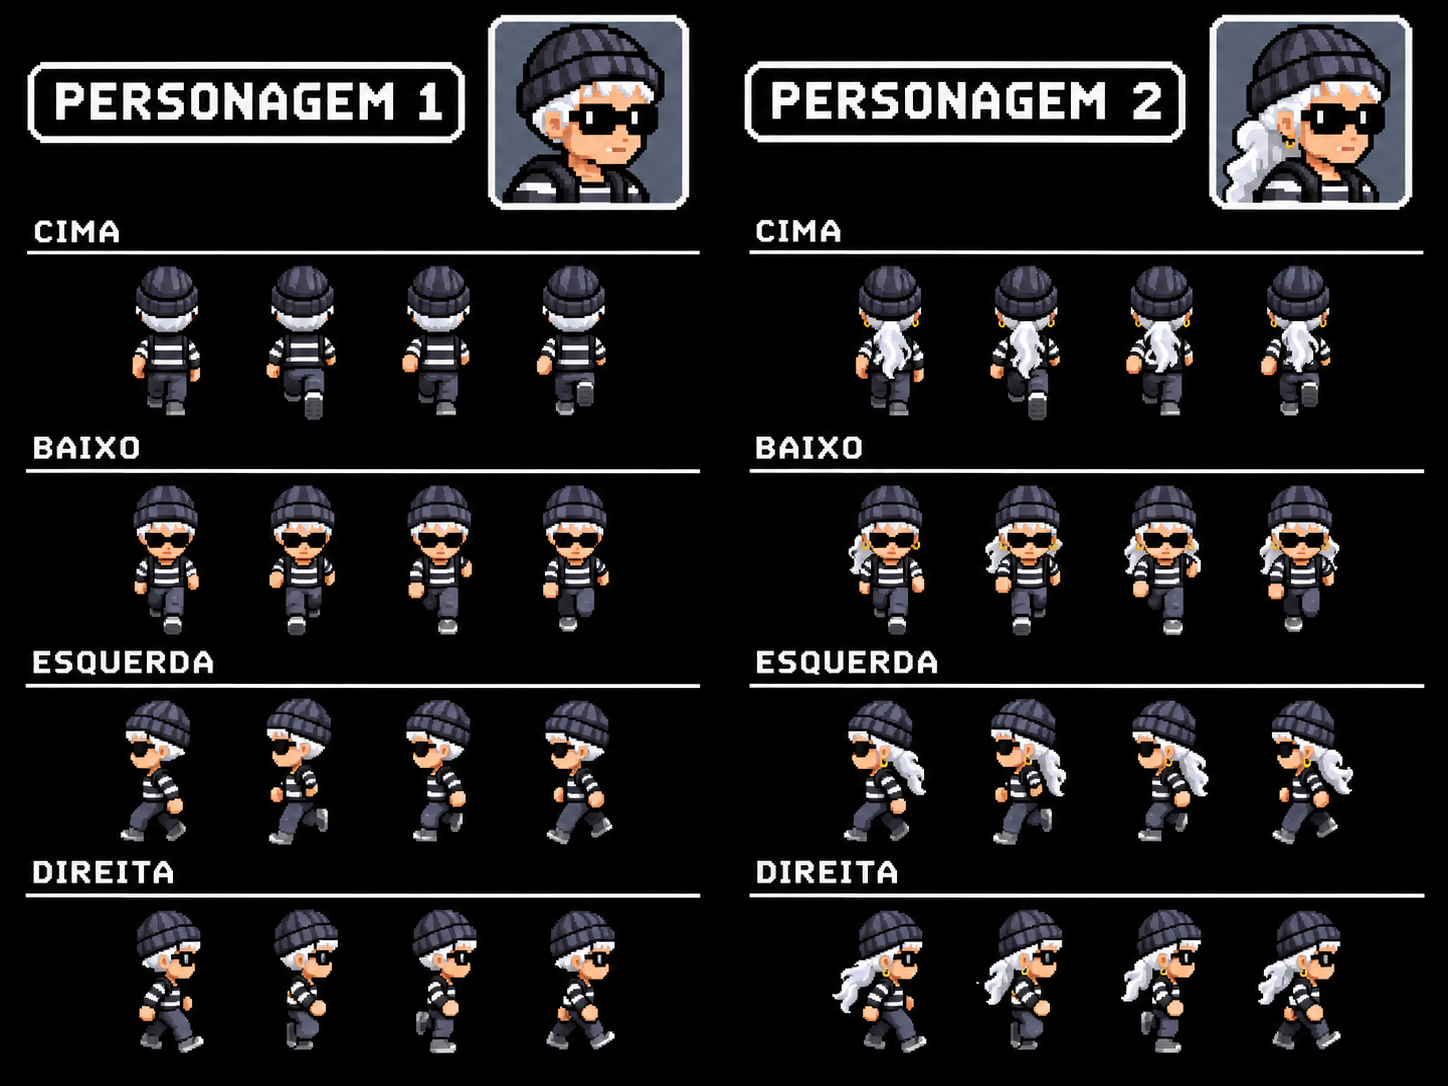 PERSONAGEM 1
CIMA
BAIXO
ESQUERDA
DIREITA
PERSONAGEM 2
CIMA
BAIXO
ESQUERDA
DIREITA